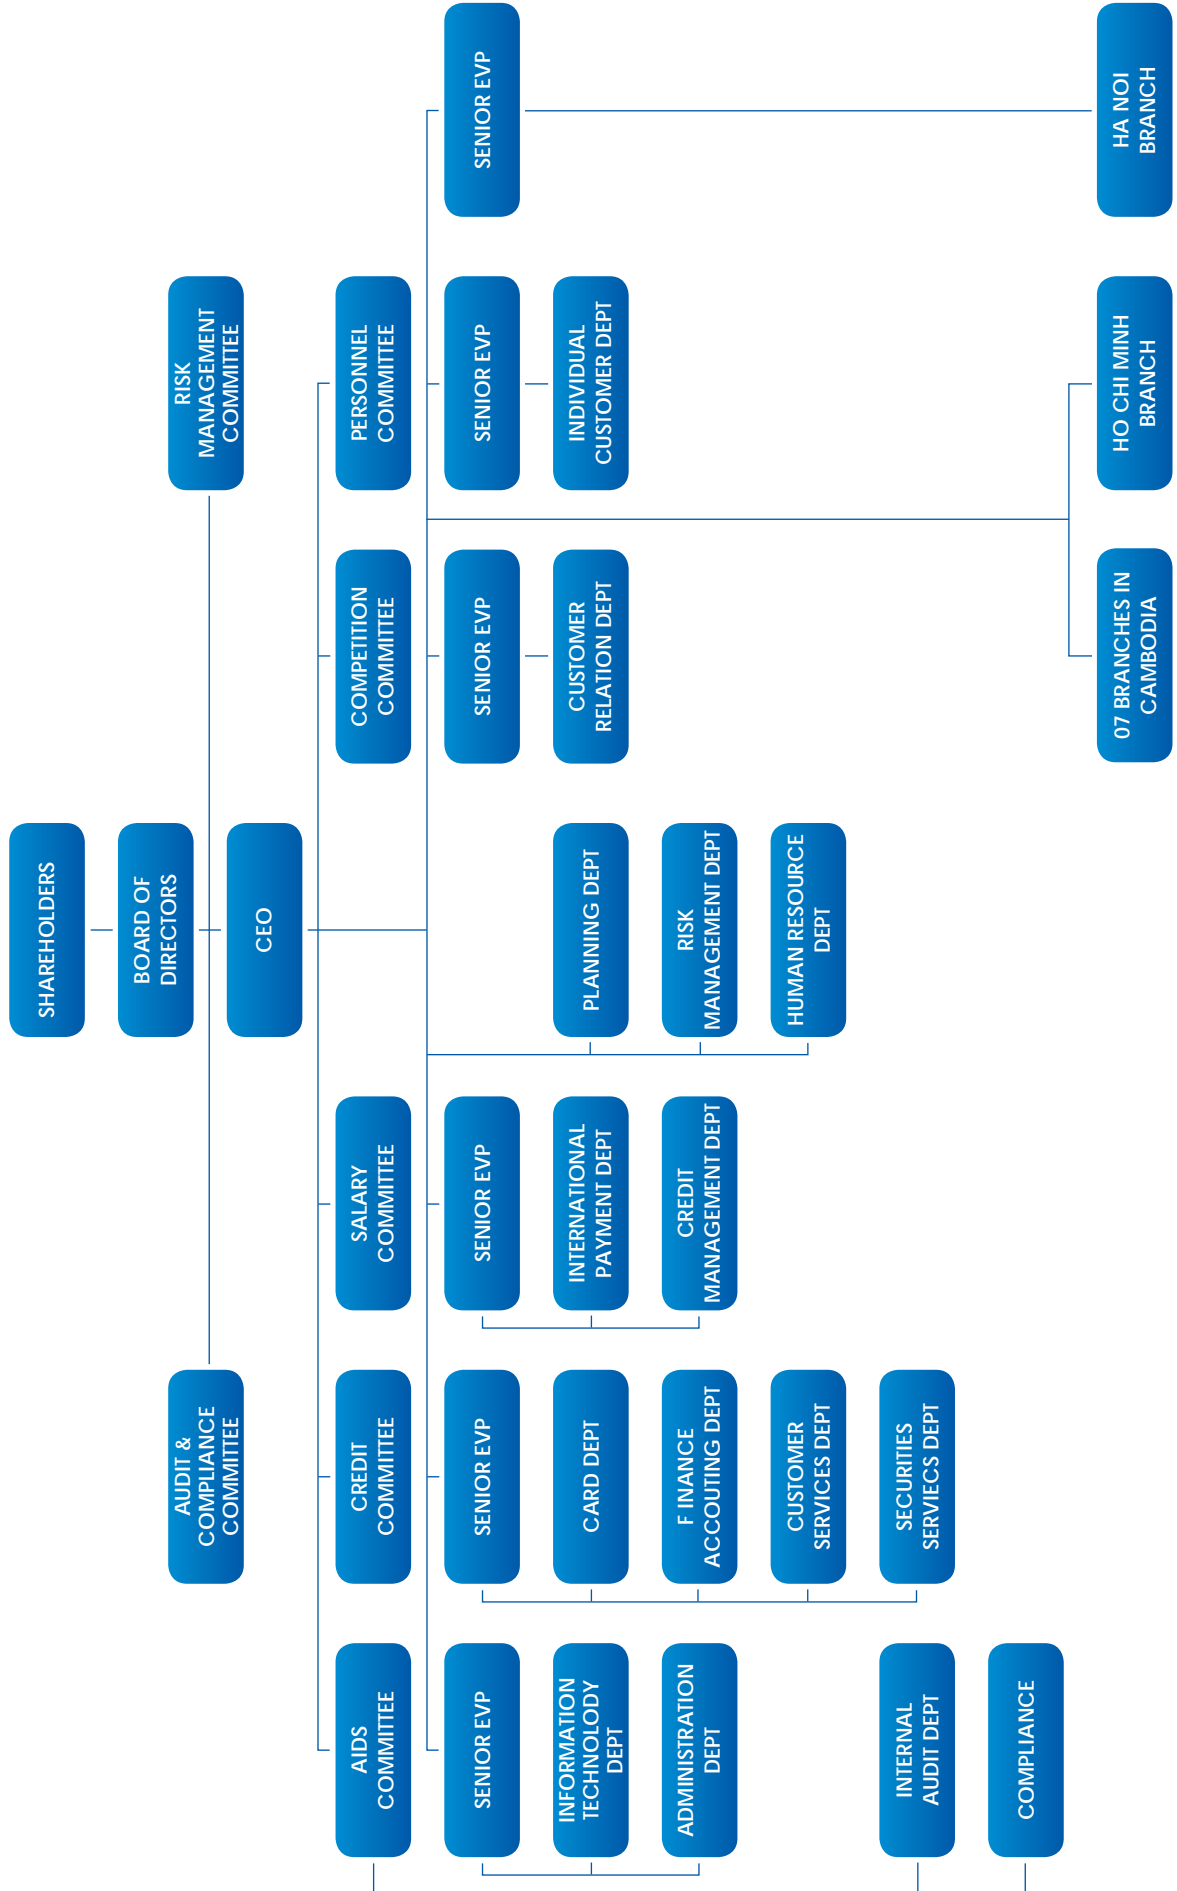 SHAREHOLDERS
BOARD OF
DIRECTORS
AUDIT &
COMPLIANCE
COMMITTEE
RISK
MANAGEMENT
COMMITTEE
CEO
AIDS
COMMITTEE
CREDIT
COMMITTEE
SALARY
COMMITTEE
COMPETITION
COMMITTEE
PERSONNEL
COMMITTEE
SENIOR EVP
SENIOR EVP
SENIOR EVP
SENIOR EVP
SENIOR EVP
SENIOR EVP
INFORMATION
TECHNOLODY
DEPT
CARD DEPT
INTERNATIONAL
PAYMENT DEPT
PLANNING DEPT
CUSTOMER
RELATION DEPT
INDIVIDUAL
CUSTOMER DEPT
ADMINISTRATION
DEPT
F INANCE
ACCOUTING DEPT
CREDIT
MANAGEMENT DEPT
RISK
MANAGEMENT DEPT
CUSTOMER
SERVICES DEPT
HUMAN RESOURCE
DEPT
INTERNAL
AUDIT DEPT
SECURITIES
SERVIECS DEPT
COMPLIANCE
07 BRANCHES IN
CAMBODIA
HO CHI MINH
BRANCH
HA NOI
BRANCH